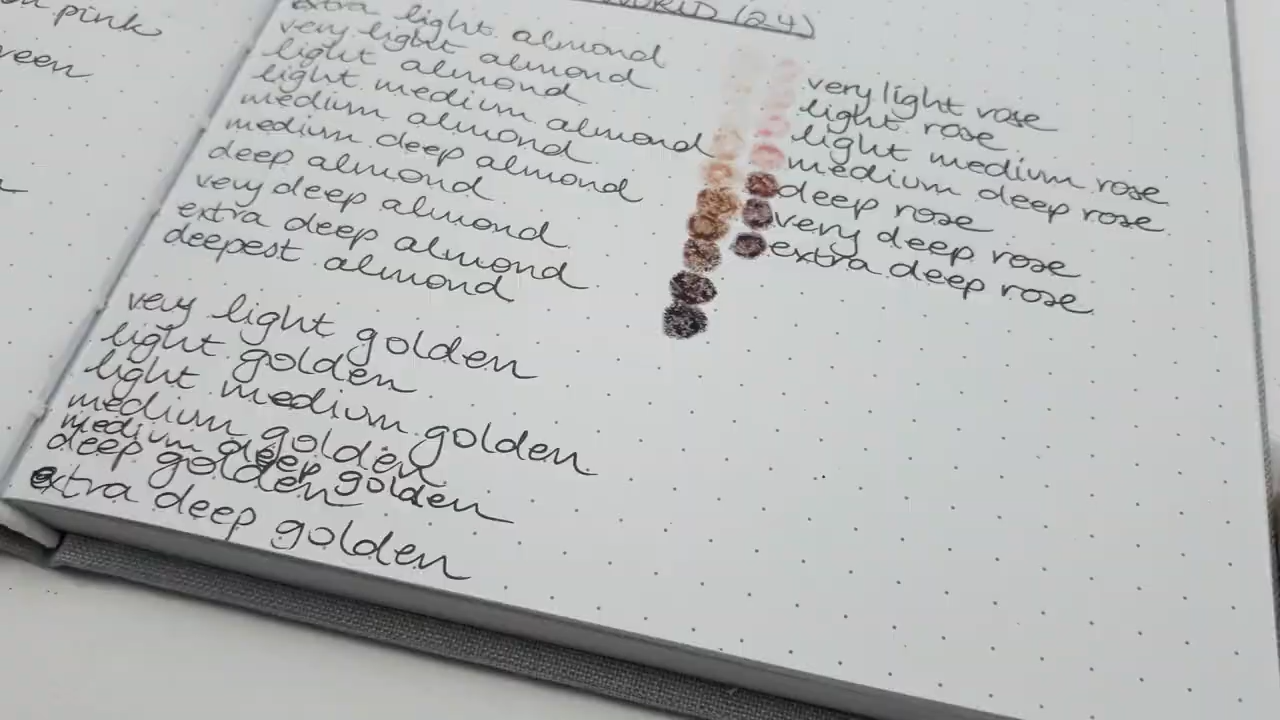 pink
(24)
extra light almond
very light almond
light almond
light medium almond
medium almond
medium deep almond
deep almond
very deep almond
extra deep almond
deepest almond
very light golden
light golden
light medium golden
medium golden
medium deep golden
deep golden
extra deep golden
very light rose
light rose
light medium rose
medium deep rose
deep rose
very deep rose
extra deep rose